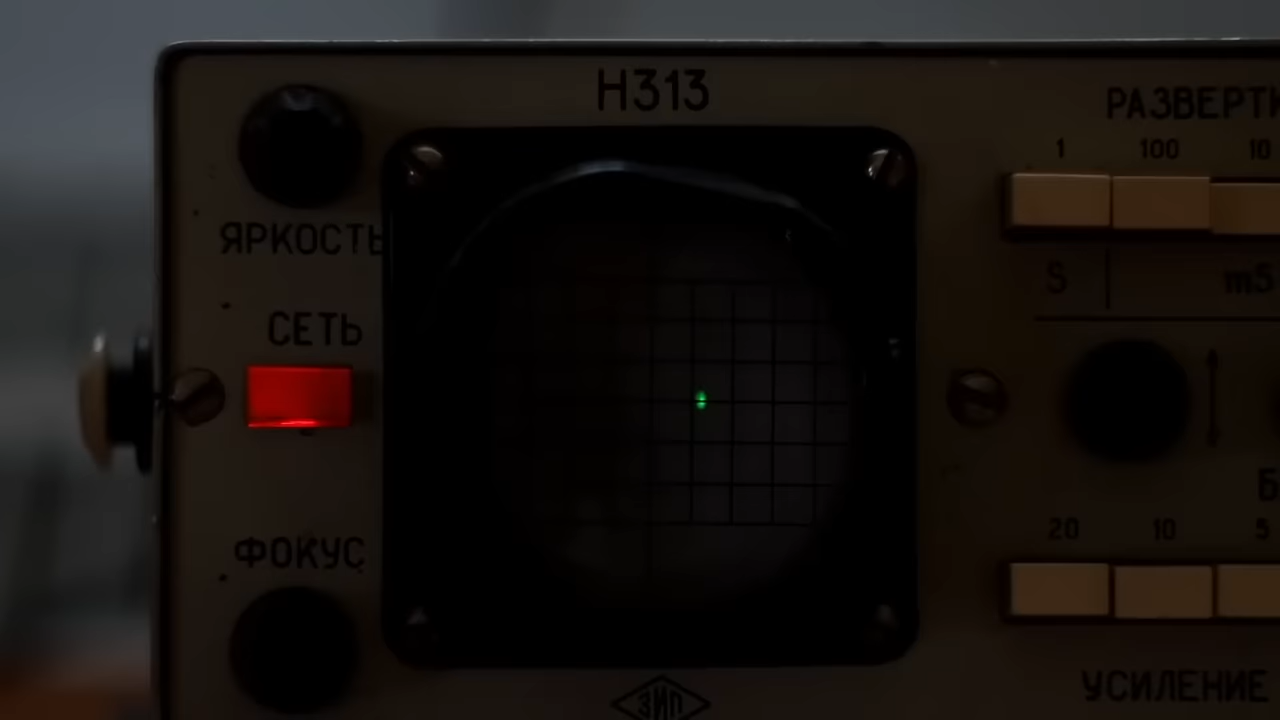 Н313
РАЗВЕРТ
1 100 10
ЯРКОСТЬ
S mS
СЕТЬ
ФОКУС
Б
20 10 5
УСИЛЕНИЕ
ЗИП